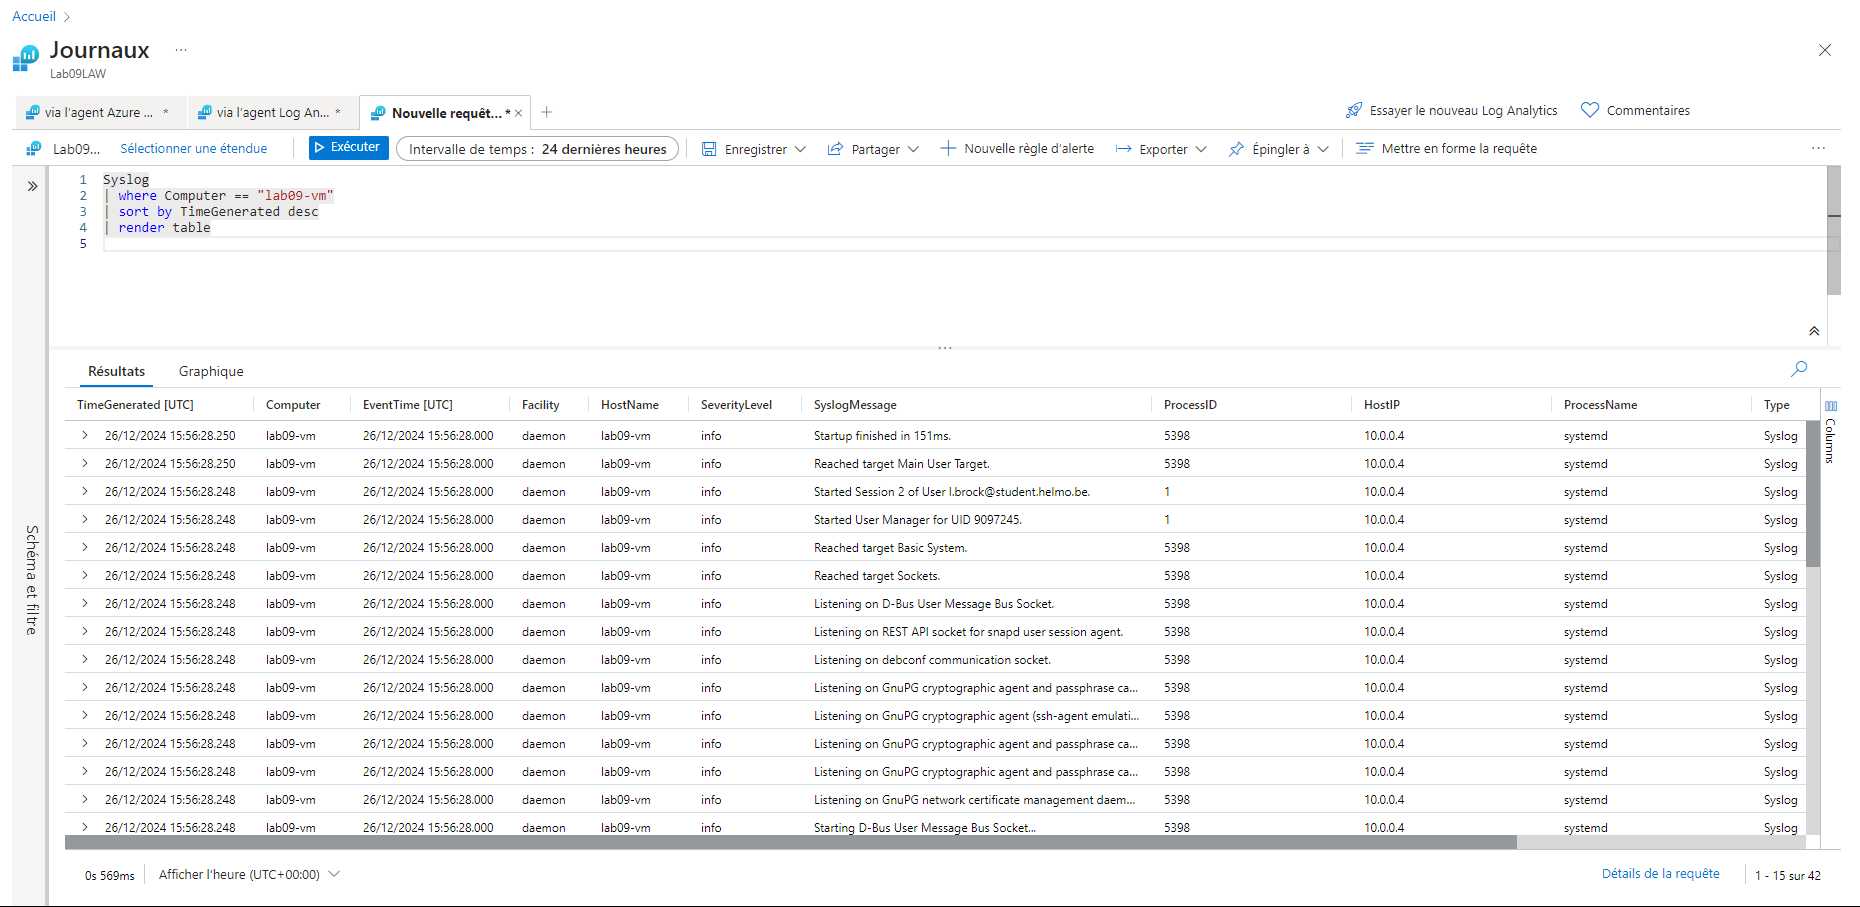 Accueil
Journaux ...
Lab09LAW
via l'agent Azure ... *
via l'agent Log An... *
Nouvelle requêt... *
Essayer le nouveau Log Analytics
Commentaires
Lab09...
Sélectionner une étendue
Exécuter
Intervalle de temps : 24 dernières heures
Enregistrer
Partager
Nouvelle règle d'alerte
Exporter
Épingler à
Mettre en forme la requête
...
1 Syslog
2 | where Computer == "lab09-vm"
3 | sort by TimeGenerated desc
4 | render table
5
Schéma et filtre
Résultats Graphique
TimeGenerated [UTC] Computer EventTime [UTC] Facility HostName SeverityLevel SyslogMessage ProcessID HostIP ProcessName Type
26/12/2024 15:56:28.250 lab09-vm 26/12/2024 15:56:28.000 daemon lab09-vm info Startup finished in 151ms. 5398 10.0.0.4 systemd Syslog
26/12/2024 15:56:28.250 lab09-vm 26/12/2024 15:56:28.000 daemon lab09-vm info Reached target Main User Target. 5398 10.0.0.4 systemd Syslog
26/12/2024 15:56:28.248 lab09-vm 26/12/2024 15:56:28.000 daemon lab09-vm info Started Session 2 of User l.brock@student.helmo.be. 1 10.0.0.4 systemd Syslog
26/12/2024 15:56:28.248 lab09-vm 26/12/2024 15:56:28.000 daemon lab09-vm info Started User Manager for UID 9097245. 1 10.0.0.4 systemd Syslog
26/12/2024 15:56:28.248 lab09-vm 26/12/2024 15:56:28.000 daemon lab09-vm info Reached target Basic System. 5398 10.0.0.4 systemd Syslog
26/12/2024 15:56:28.248 lab09-vm 26/12/2024 15:56:28.000 daemon lab09-vm info Reached target Sockets. 5398 10.0.0.4 systemd Syslog
26/12/2024 15:56:28.248 lab09-vm 26/12/2024 15:56:28.000 daemon lab09-vm info Listening on D-Bus User Message Bus Socket. 5398 10.0.0.4 systemd Syslog
26/12/2024 15:56:28.248 lab09-vm 26/12/2024 15:56:28.000 daemon lab09-vm info Listening on REST API socket for snapd user session agent. 5398 10.0.0.4 systemd Syslog
26/12/2024 15:56:28.248 lab09-vm 26/12/2024 15:56:28.000 daemon lab09-vm info Listening on debconf communication socket. 5398 10.0.0.4 systemd Syslog
26/12/2024 15:56:28.248 lab09-vm 26/12/2024 15:56:28.000 daemon lab09-vm info Listening on GnuPG cryptographic agent and passphrase ca... 5398 10.0.0.4 systemd Syslog
26/12/2024 15:56:28.248 lab09-vm 26/12/2024 15:56:28.000 daemon lab09-vm info Listening on GnuPG cryptographic agent (ssh-agent emulati... 5398 10.0.0.4 systemd Syslog
26/12/2024 15:56:28.248 lab09-vm 26/12/2024 15:56:28.000 daemon lab09-vm info Listening on GnuPG cryptographic agent and passphrase ca... 5398 10.0.0.4 systemd Syslog
26/12/2024 15:56:28.248 lab09-vm 26/12/2024 15:56:28.000 daemon lab09-vm info Listening on GnuPG cryptographic agent and passphrase ca... 5398 10.0.0.4 systemd Syslog
26/12/2024 15:56:28.248 lab09-vm 26/12/2024 15:56:28.000 daemon lab09-vm info Listening on GnuPG network certificate management daem... 5398 10.0.0.4 systemd Syslog
26/12/2024 15:56:28.248 lab09-vm 26/12/2024 15:56:28.000 daemon lab09-vm info Starting D-Bus User Message Bus Socket... 5398 10.0.0.4 systemd Syslog
Columns
0s 569ms Afficher l'heure (UTC+00:00) Détails de la requête 1 - 15 sur 42